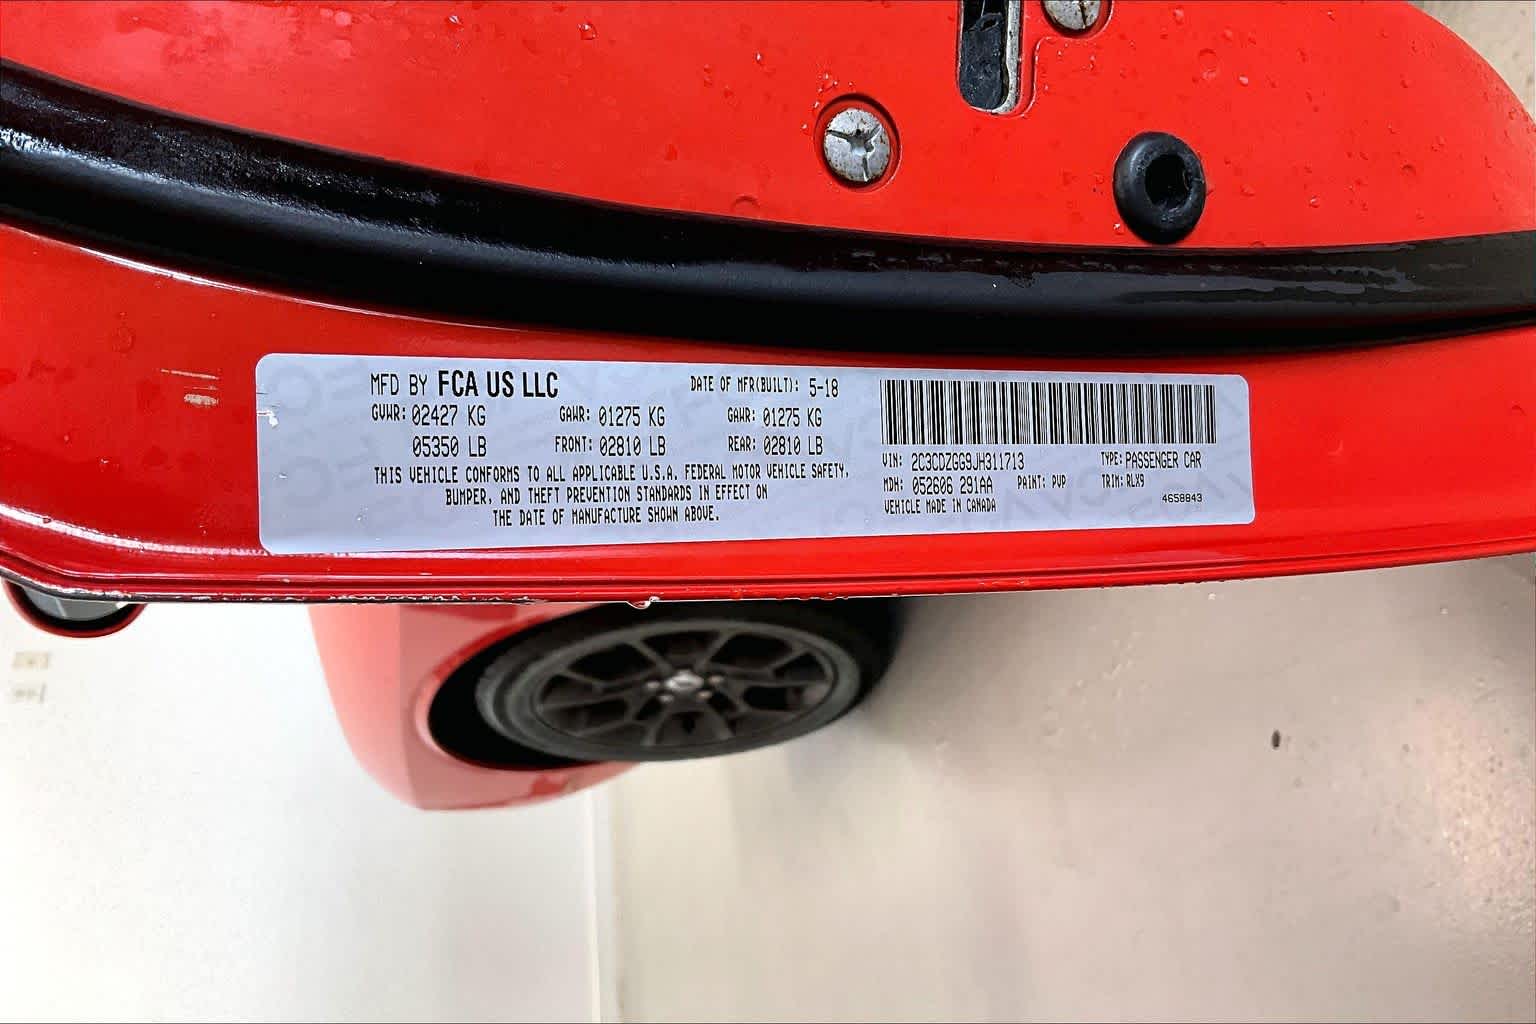 MFD BY FCA US LLC DATE OF MFR(BUILT): 5-18
GVWR: 02427 KG GAWR: 01275 KG GAWR: 01275 KG
05350 LB FRONT: 02810 LB REAR: 02810 LB
THIS VEHICLE CONFORMS TO ALL APPLICABLE U.S.A. FEDERAL MOTOR VEHICLE SAFETY,
BUMPER, AND THEFT PREVENTION STANDARDS IN EFFECT ON
THE DATE OF MANUFACTURE SHOWN ABOVE.
VIN: 2C3CDZGG9JH311713 TYPE: PASSENGER CAR
MDH: 052606 291AA PAINT: PVP TRIM: RLX9
VEHICLE MADE IN CANADA 4658843